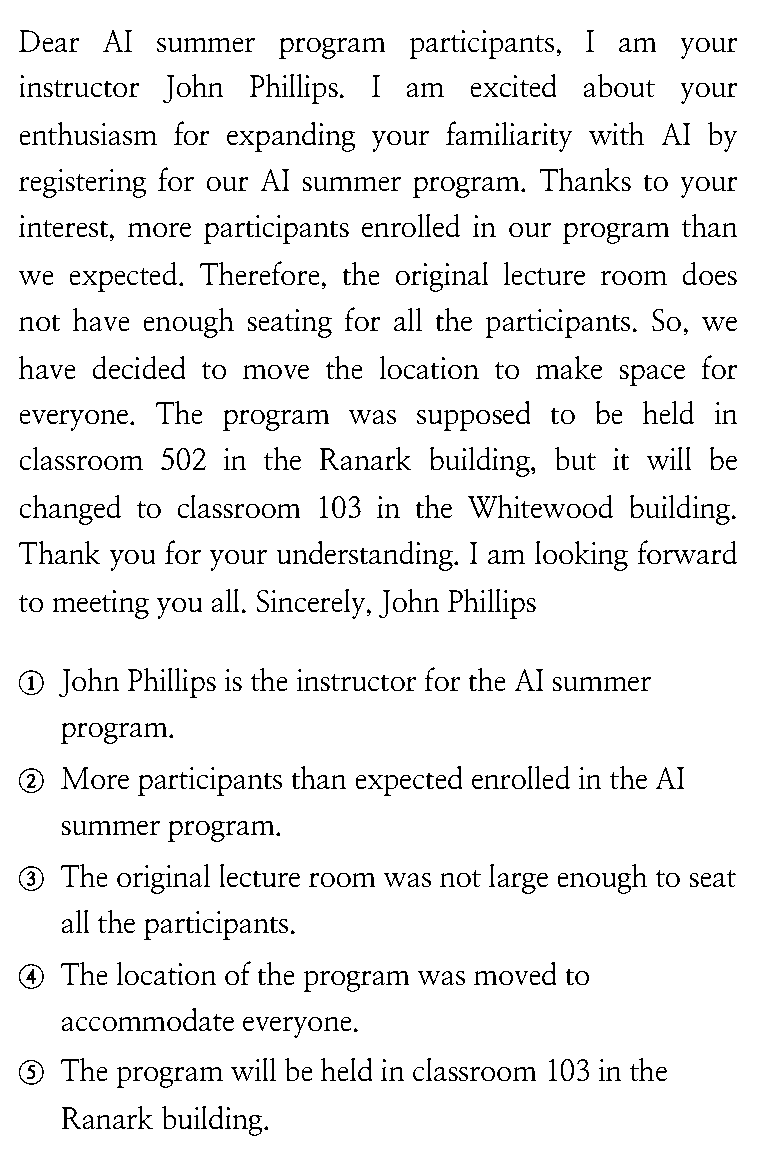 Dear AI summer program participants, I am your
instructor John Phillips. I am excited about your
enthusiasm for expanding your familiarity with AI by
registering for our AI summer program. Thanks to your
interest, more participants enrolled in our program than
we expected. Therefore, the original lecture room does
not have enough seating for all the participants. So, we
have decided to move the location to make space for
everyone. The program was supposed to be held in
classroom 502 in the Ranark building, but it will be
changed to classroom 103 in the Whitewood building.
Thank you for your understanding. I am looking forward
to meeting you all. Sincerely, John Phillips
① John Phillips is the instructor for the AI summer
program.
② More participants than expected enrolled in the AI
summer program.
③ The original lecture room was not large enough to seat
all the participants.
④ The location of the program was moved to
accommodate everyone.
⑤ The program will be held in classroom 103 in the
Ranark building.